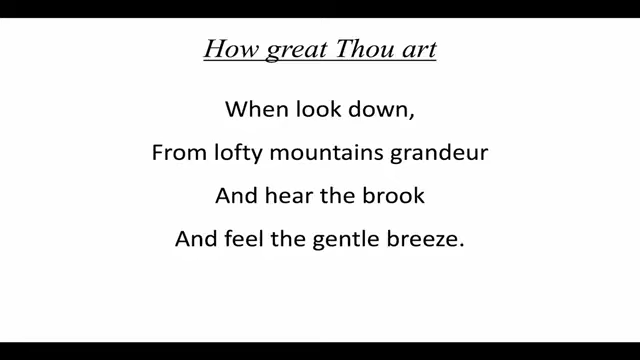 How great Thou art
When look down,
From lofty mountains grandeur
And hear the brook
And feel the gentle breeze.